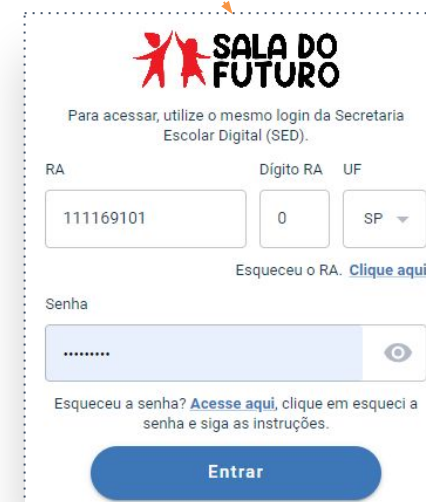 SALA DO
FUTURO
Para acessar, utilize o mesmo login da Secretaria
Escolar Digital (SED).
RA Dígito RA UF
111169101 0 SP
Esqueceu o RA. Clique aqui
Senha
•••••••••
Esqueceu a senha? Acesse aqui, clique em esqueci a
senha e siga as instruções.
Entrar